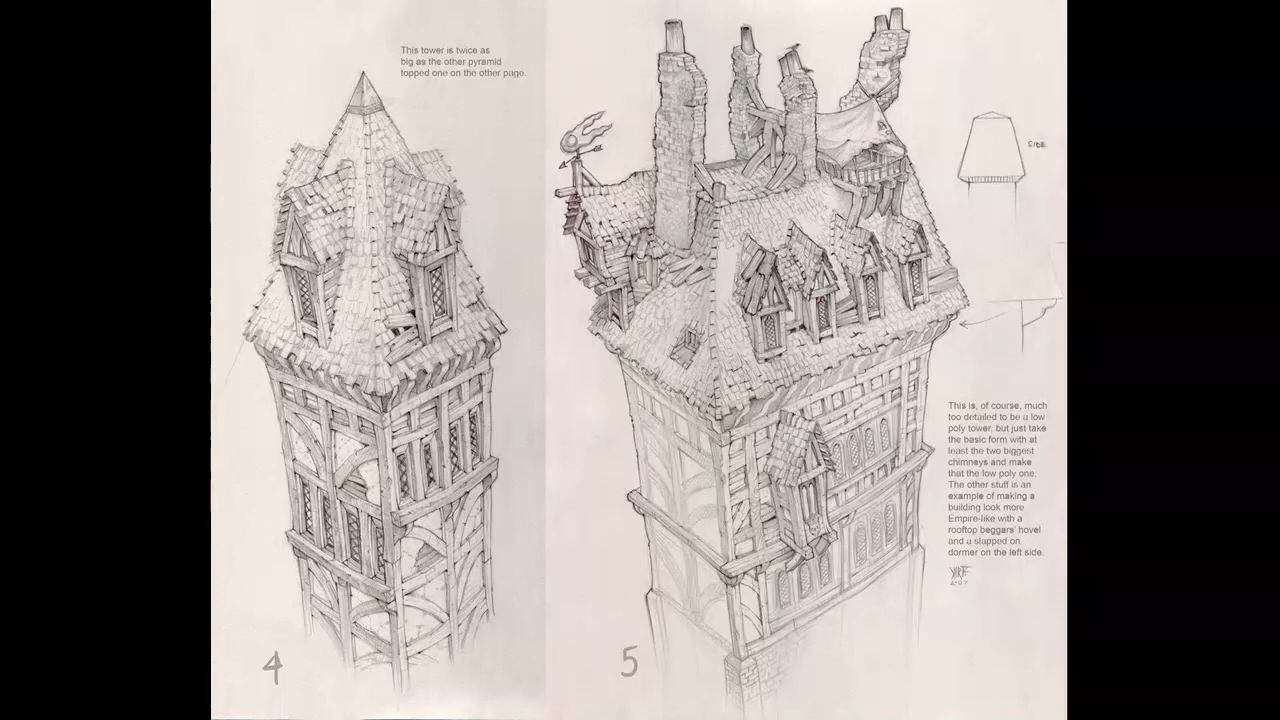 This tower is twice as
big as the other pyramid
topped one on the other page.
SIDE
This is, of course, much
too detailed to be a low
poly tower, but just take
the basic form with at
least the two biggest
chimneys and make
that the low poly one.
The other stuff is an
example of making a
building look more
Empire-like with a
rooftop beggars' hovel
and a slapped on
dormer on the left side.
4
5